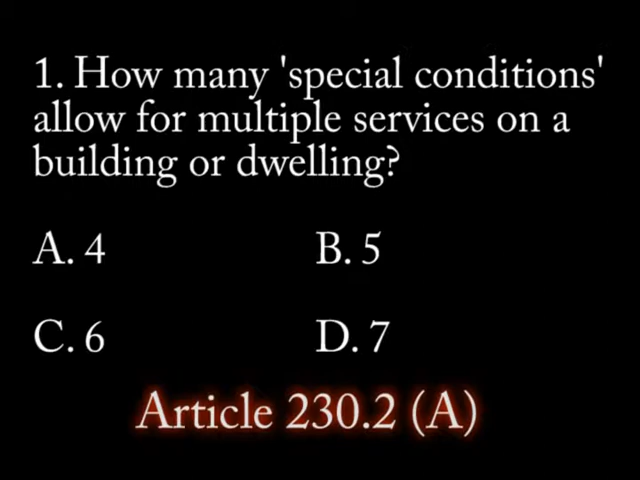 1. How many 'special conditions'
allow for multiple services on a
building or dwelling?
A. 4 B. 5
C. 6 D. 7
Article 230.2 (A)